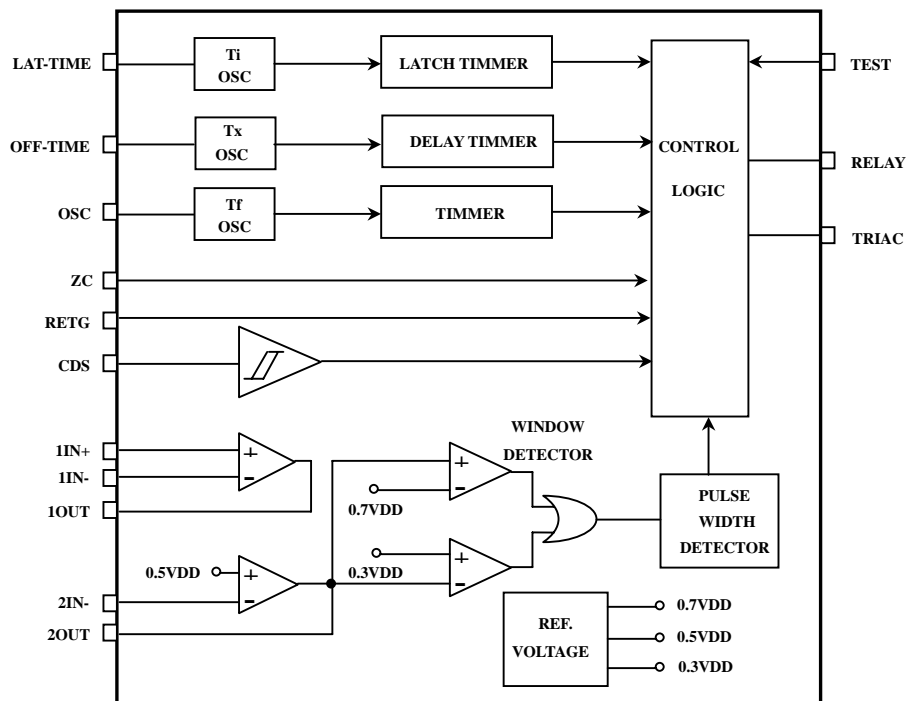 LAT-TIME
Ti
OSC
LATCH TIMMER
TEST
OFF-TIME
Tx
OSC
DELAY TIMMER
CONTROL
LOGIC
RELAY
OSC
Tf
OSC
TIMMER
TRIAC
ZC
RETG
CDS
1IN+
1IN-
1OUT
+
-
WINDOW
DETECTOR
+
-
0.7VDD
PULSE
WIDTH
DETECTOR
0.5VDD
+
-
0.3VDD
+
-
2IN-
2OUT
REF.
VOLTAGE
0.7VDD
0.5VDD
0.3VDD